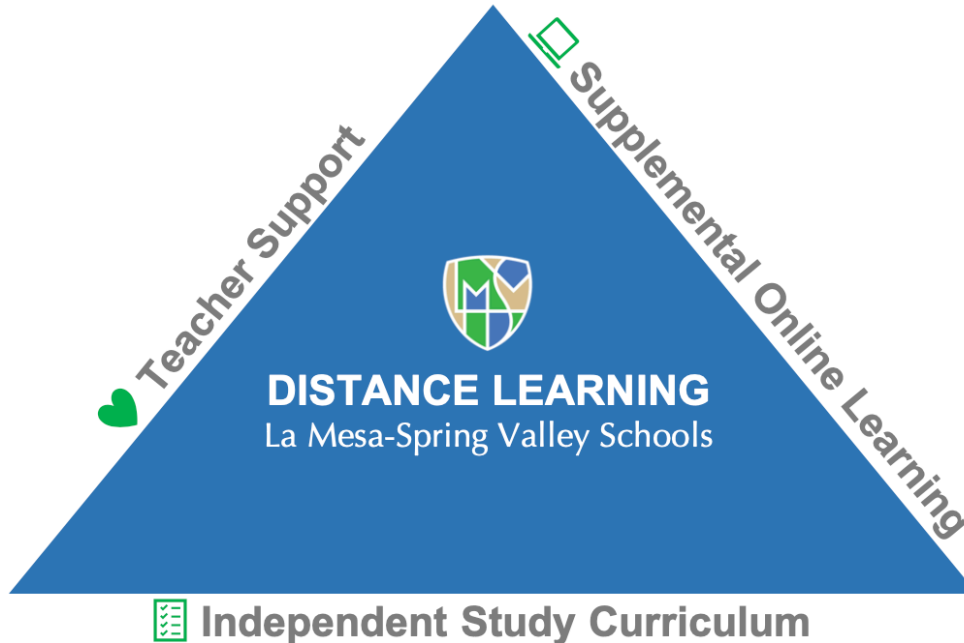 Teacher Support
Supplemental Online Learning
DISTANCE LEARNING
La Mesa-Spring Valley Schools
Independent Study Curriculum